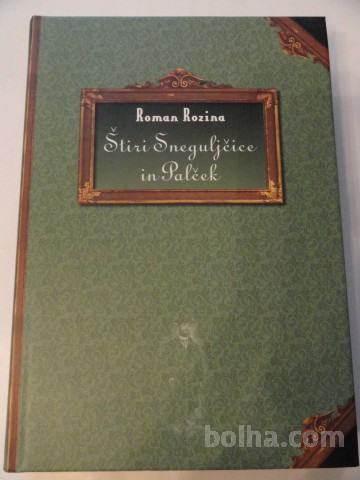 Roman Rozina
Štiri Sneguljčice
in Palček
bolha.com